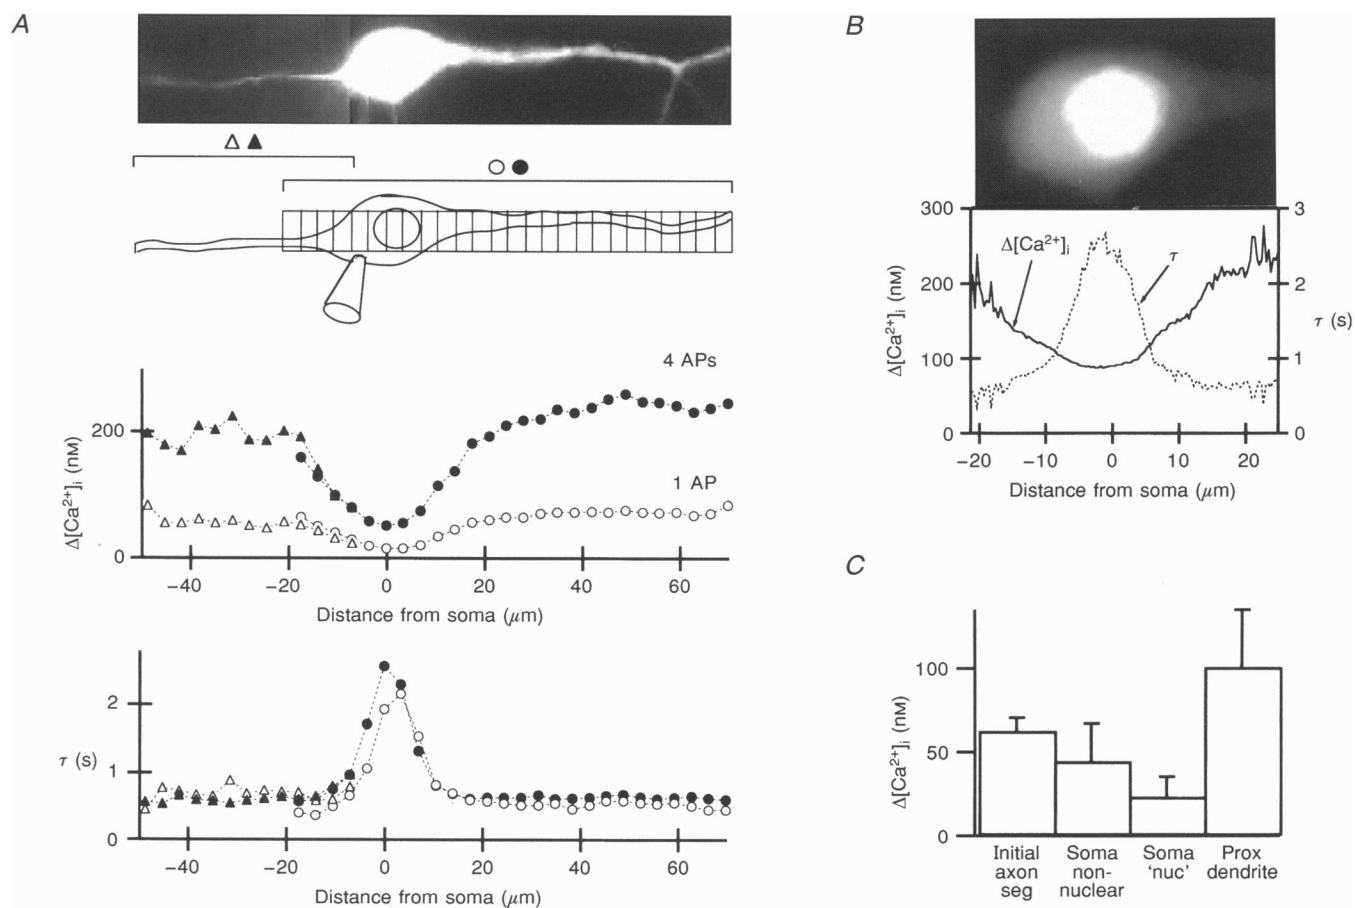 A
△ ▲
○ ●
4 APs
1 AP
Δ[Ca²⁺]ᵢ (nM)
200
0
−40 −20 0 20 40 60
Distance from soma (μm)
τ (s)
2
1
0
−40 −20 0 20 40 60
Distance from soma (μm)
B
300
200
100
0
Δ[Ca²⁺]ᵢ (nM)
Δ[Ca²⁺]ᵢ
τ
3
2
1
0
τ (s)
−20 −10 0 10 20
Distance from soma (μm)
C
Δ[Ca²⁺]ᵢ (nM)
100
50
0
Initial axon seg
Soma non-nuclear
Soma 'nuc'
Prox dendrite